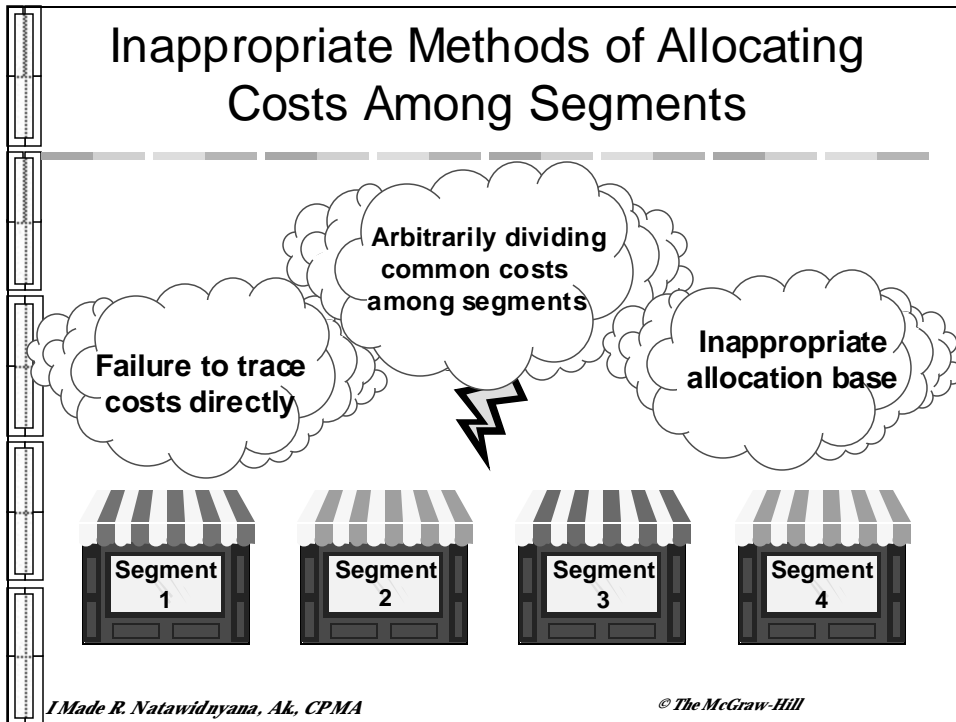 Inappropriate Methods of Allocating
Costs Among Segments
Arbitrarily dividing
common costs
among segments
Failure to trace
costs directly
Inappropriate
allocation base
Segment
1
Segment
2
Segment
3
Segment
4
I Made R. Natawidnyana, Ak., CPMA
© The McGraw-Hill